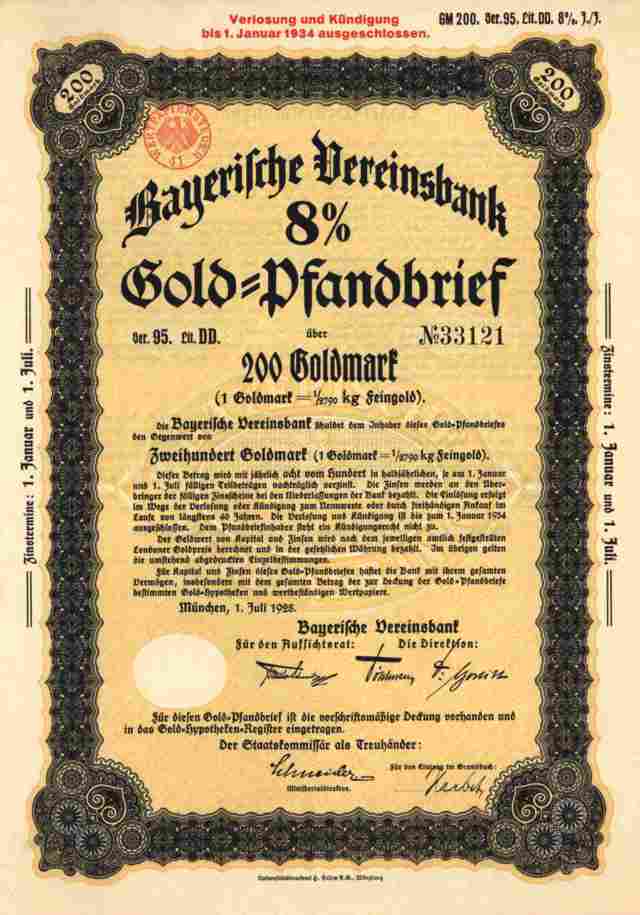 Verlosung und Kündigung
bis 1. Januar 1934 ausgeschlossen.
GM 200. Ser. 95. Lit. DD. 8%. J./J.
200
Goldmark
200
Goldmark
Bayerische Vereinsbank
8%
Gold=Pfandbrief
Ser. 95. Lit. DD.
über
№33121
200 Goldmark
(1 Goldmark = 1/2790 kg Feingold).
Die Bayerische Vereinsbank schuldet dem Inhaber dieses Gold=Pfandbriefes
den Gegenwert von
Zweihundert Goldmark (1 Goldmark = 1/2790 kg Feingold).
Dieser Betrag wird mit jährlich acht vom Hundert in halbjährlichen, je am 1. Januar
und 1. Juli fälligen Teilbeträgen nachträglich verzinst. Die Zinsen werden an den Über=
bringer der fälligen Zinsscheine bei den Niederlassungen der Bank bezahlt. Die Einlösung erfolgt
im Wege der Verlosung oder Kündigung zum Nennwerte oder durch freihändigen Ankauf im
Laufe von längstens 40 Jahren. Die Verlosung und Kündigung ist bis zum 1. Januar 1934
ausgeschlossen. Dem Pfandbriefinhaber steht ein Kündigungsrecht nicht zu.
Der Goldwert von Kapital und Zinsen wird nach dem jeweiligen amtlich festgestellten
Londoner Goldpreis berechnet und in der gesetzlichen Währung bezahlt. Im übrigen gelten
die umstehend abgedruckten Einzelbestimmungen.
Für Kapital und Zinsen dieses Gold=Pfandbriefes haftet die Bank mit ihrem gesamten
Vermögen, insbesondere mit dem gesamten Betrag der zur Deckung der Gold=Pfandbriefe
bestimmten Gold=Hypotheken und wertbeständigen Wertpapiere.
München, 1. Juli 1928.
Bayerische Vereinsbank
Für den Aufsichtsrat:
Die Direktion:
Für diesen Gold=Pfandbrief ist die vorschriftsmäßige Deckung vorhanden und
in das Gold=Hypotheken=Register eingetragen.
Der Staatskommissär als Treuhänder:
Schneider
Ministerialdirektor.
Für den Eintrag im Grundbuch:
Herbst
200
Goldmark
200
Goldmark
Zinstermine: 1. Januar und 1. Juli.
Zinstermine: 1. Januar und 1. Juli.
Universitätsdruckerei H. Stürtz A.G., Würzburg